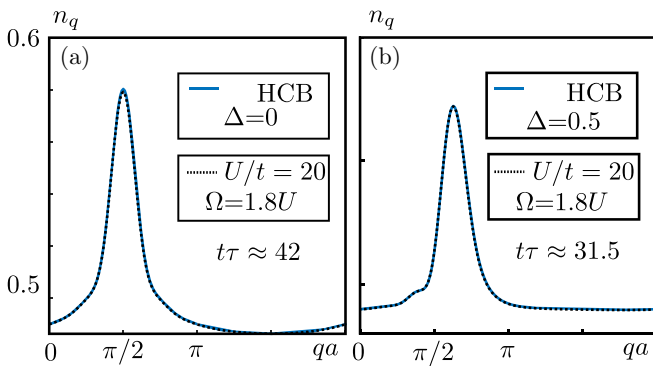 n_q
n_q
0.6
(a)
HCB
Δ=0
U/t = 20
Ω=1.8U
tτ ≈ 42
0.5
0
π/2
π
qa
(b)
HCB
Δ=0.5
U/t = 20
Ω=1.8U
tτ ≈ 31.5
0
π/2
π
qa